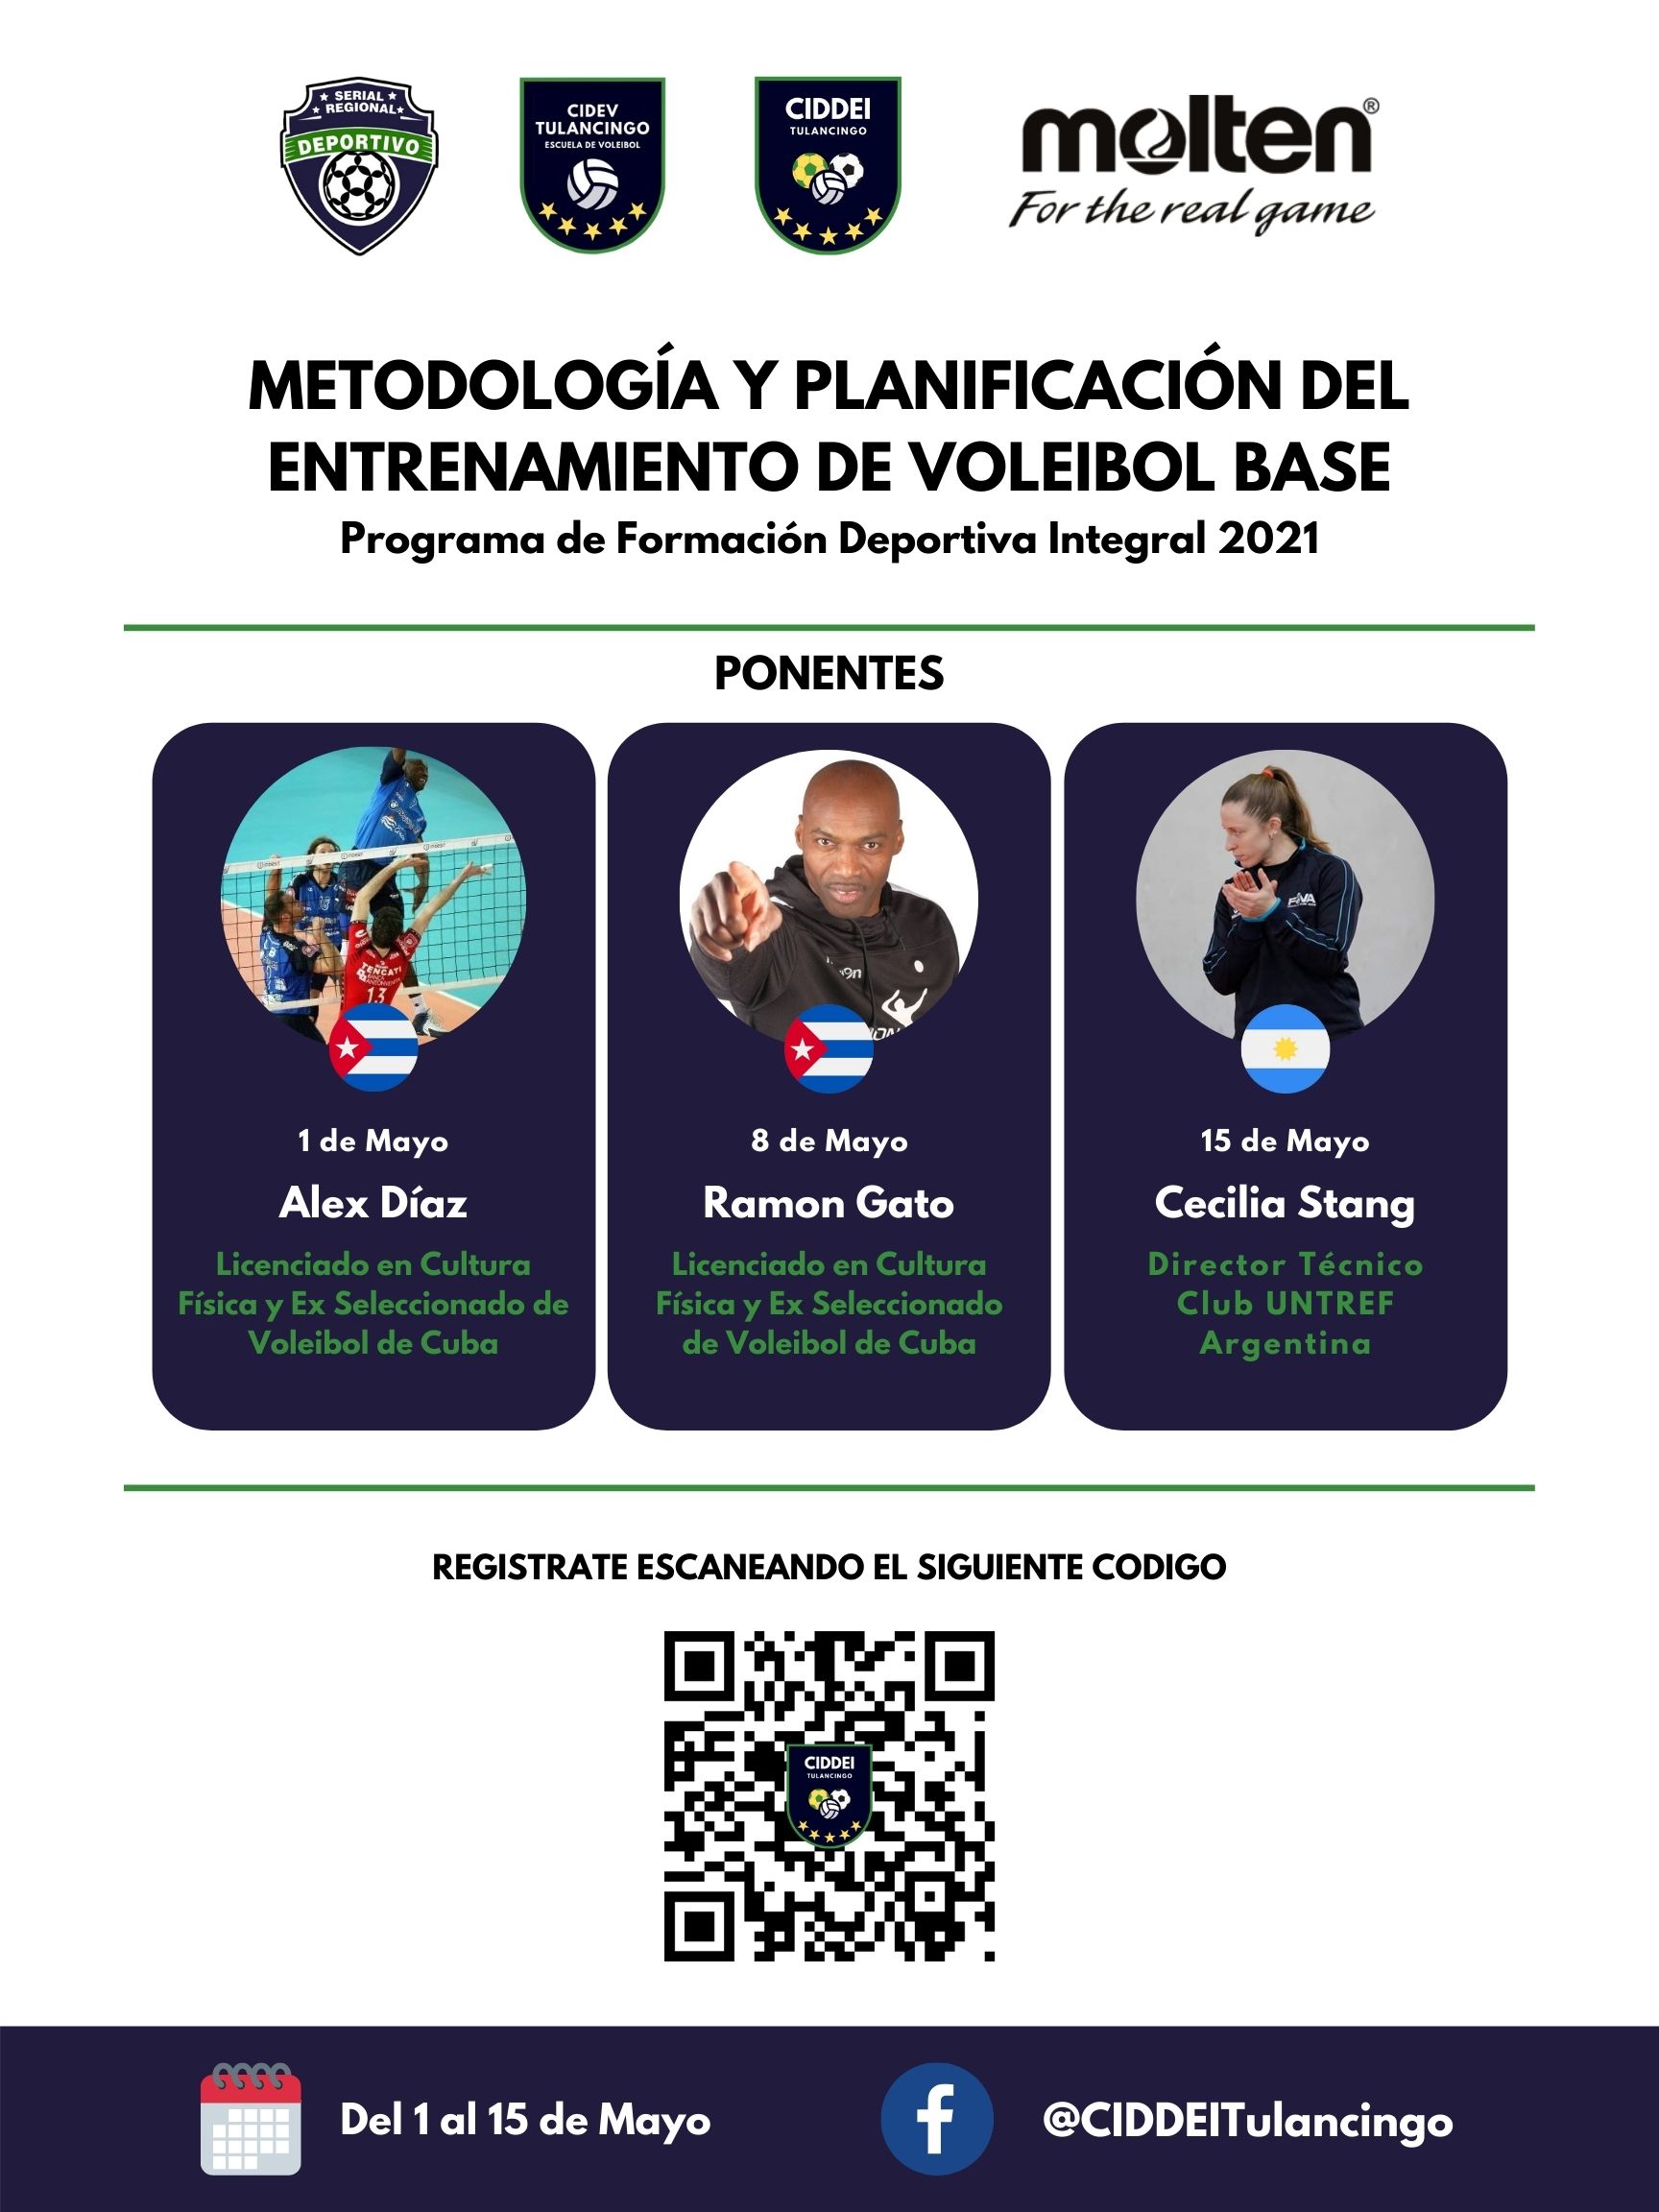 SERIAL
REGIONAL
DEPORTIVO
CIDEV
TULANCINGO
ESCUELA DE VOLEIBOL
CIDDEI
TULANCINGO
molten®
For the real game
METODOLOGÍA Y PLANIFICACIÓN DEL
ENTRENAMIENTO DE VOLEIBOL BASE
Programa de Formación Deportiva Integral 2021
PONENTES
TENCATI
13
FIVA
1 de Mayo
Alex Díaz
Licenciado en Cultura
Física y Ex Seleccionado de
Voleibol de Cuba
8 de Mayo
Ramon Gato
Licenciado en Cultura
Física y Ex Seleccionado
de Voleibol de Cuba
15 de Mayo
Cecilia Stang
Director Técnico
Club UNTREF
Argentina
REGISTRATE ESCANEANDO EL SIGUIENTE CODIGO
CIDDEI
TULANCINGO
Del 1 al 15 de Mayo
@CIDDEITulancingo